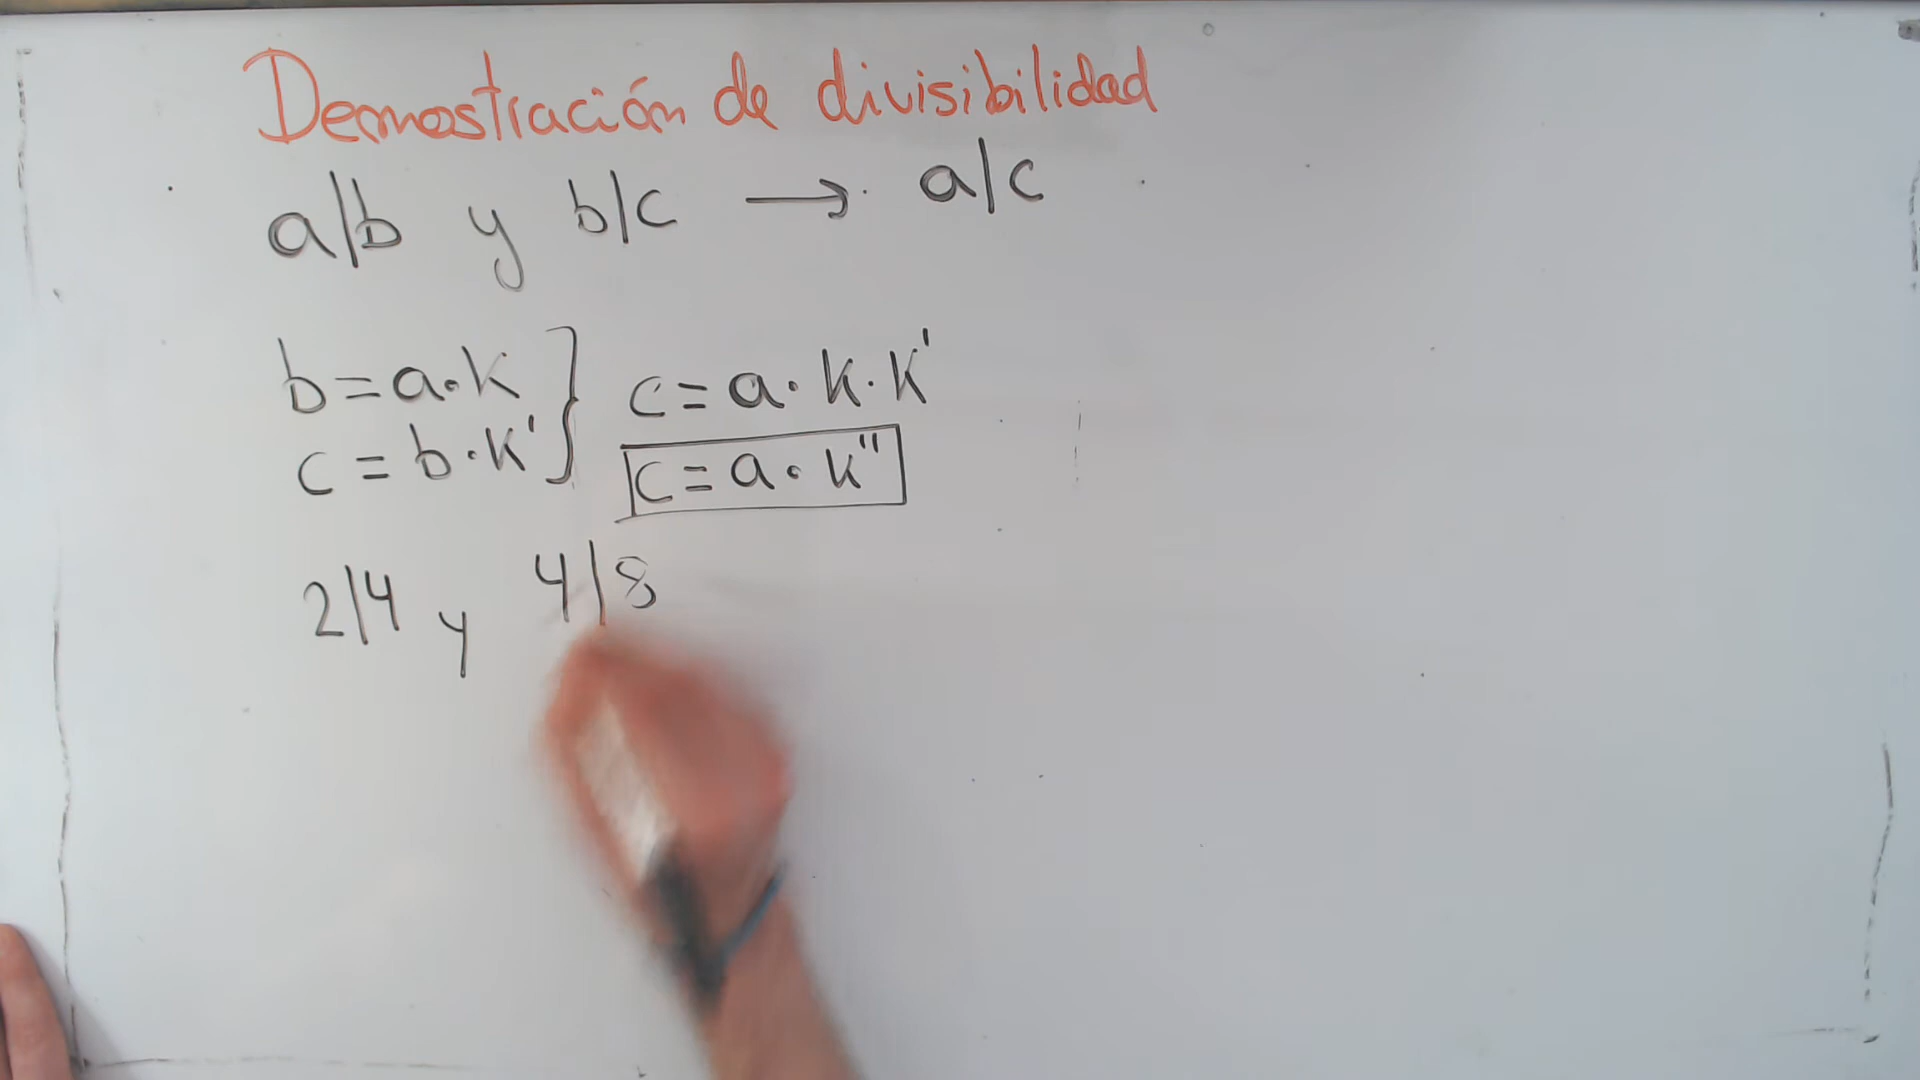 Demostración de divisibilidad
a|b y b|c → a|c
b=a·k } c=a·k·k'
c=b·k' } c=a·k''
2|4 y 4|8